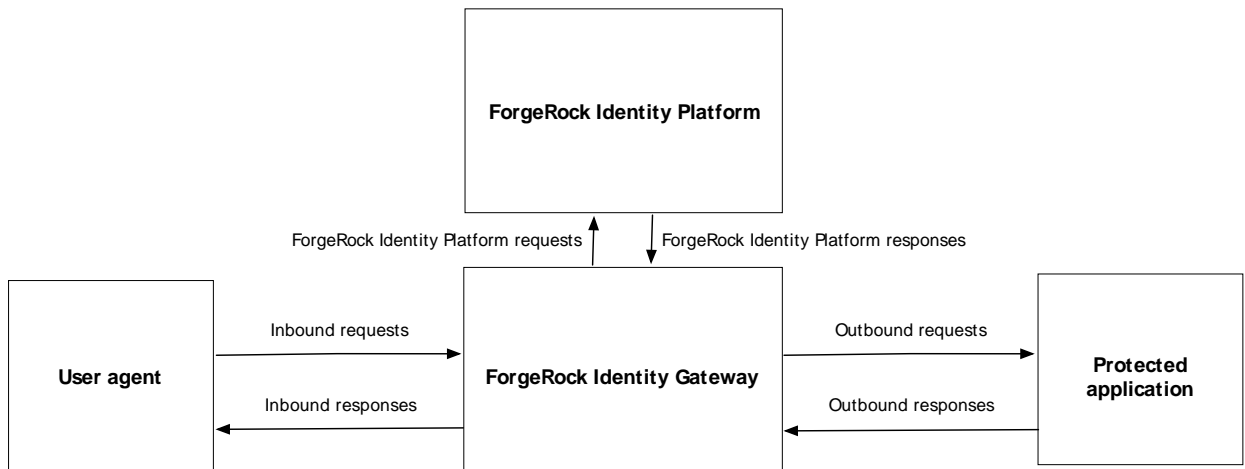 ForgeRock Identity Platform
ForgeRock Identity Platform requests
ForgeRock Identity Platform responses
Inbound requests
Outbound requests
User agent
ForgeRock Identity Gateway
Protected
application
Inbound responses
Outbound responses